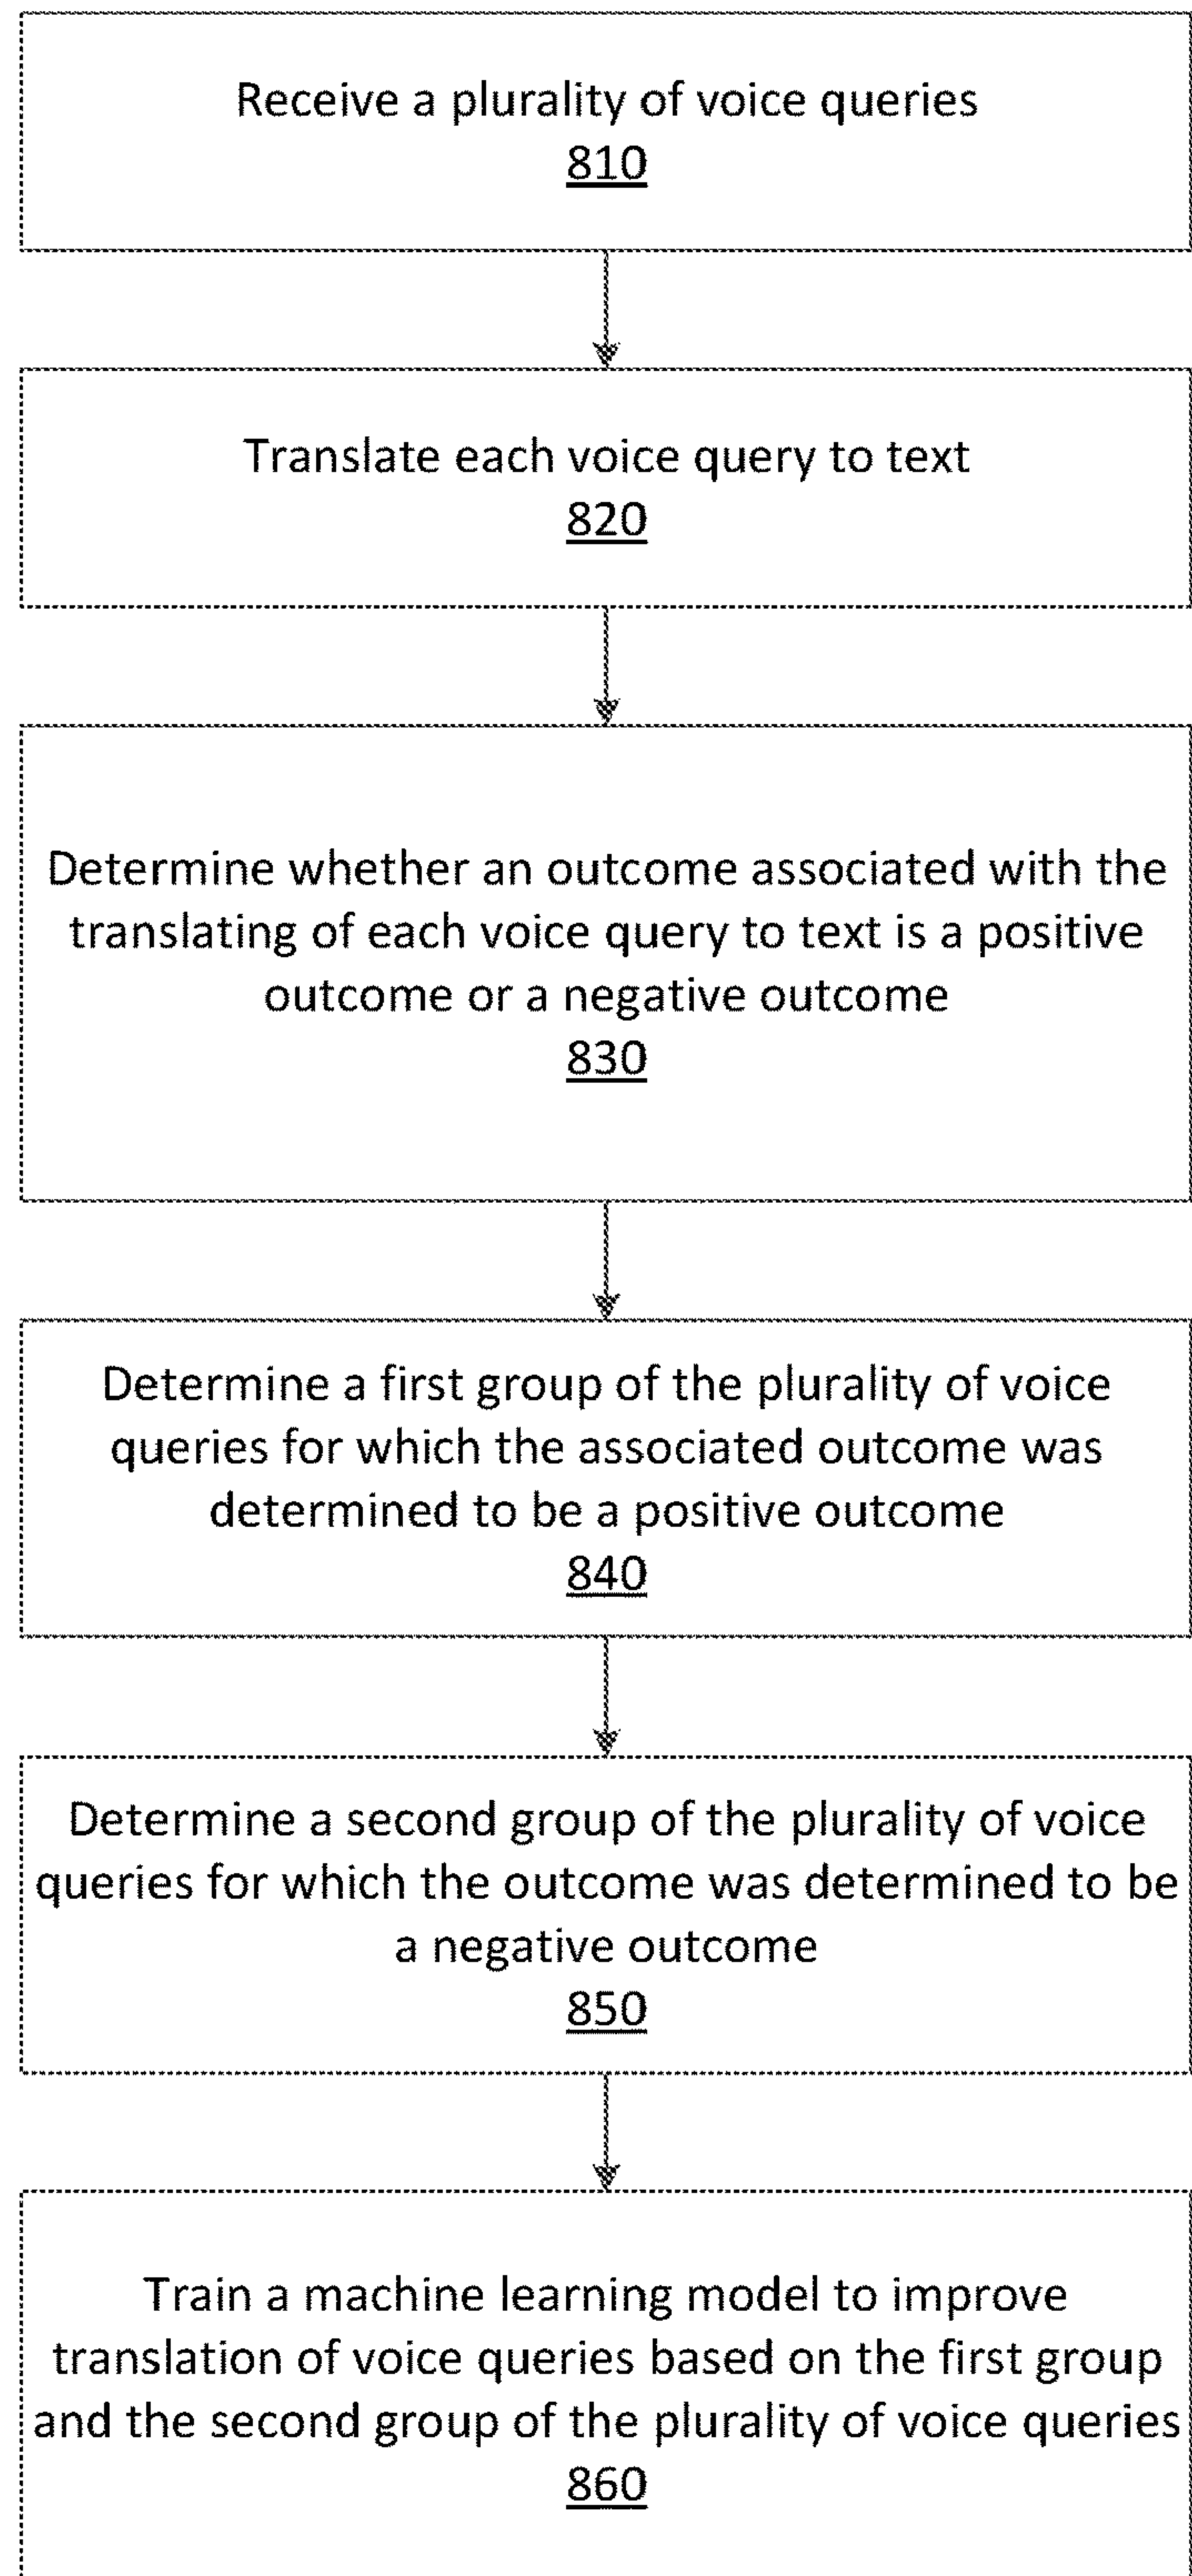 Receive a plurality of voice queries
810
Translate each voice query to text
820
Determine whether an outcome associated with the
translating of each voice query to text is a positive
outcome or a negative outcome
830
Determine a first group of the plurality of voice
queries for which the associated outcome was
determined to be a positive outcome
840
Determine a second group of the plurality of voice
queries for which the outcome was determined to be
a negative outcome
850
Train a machine learning model to improve
translation of voice queries based on the first group
and the second group of the plurality of voice queries
860